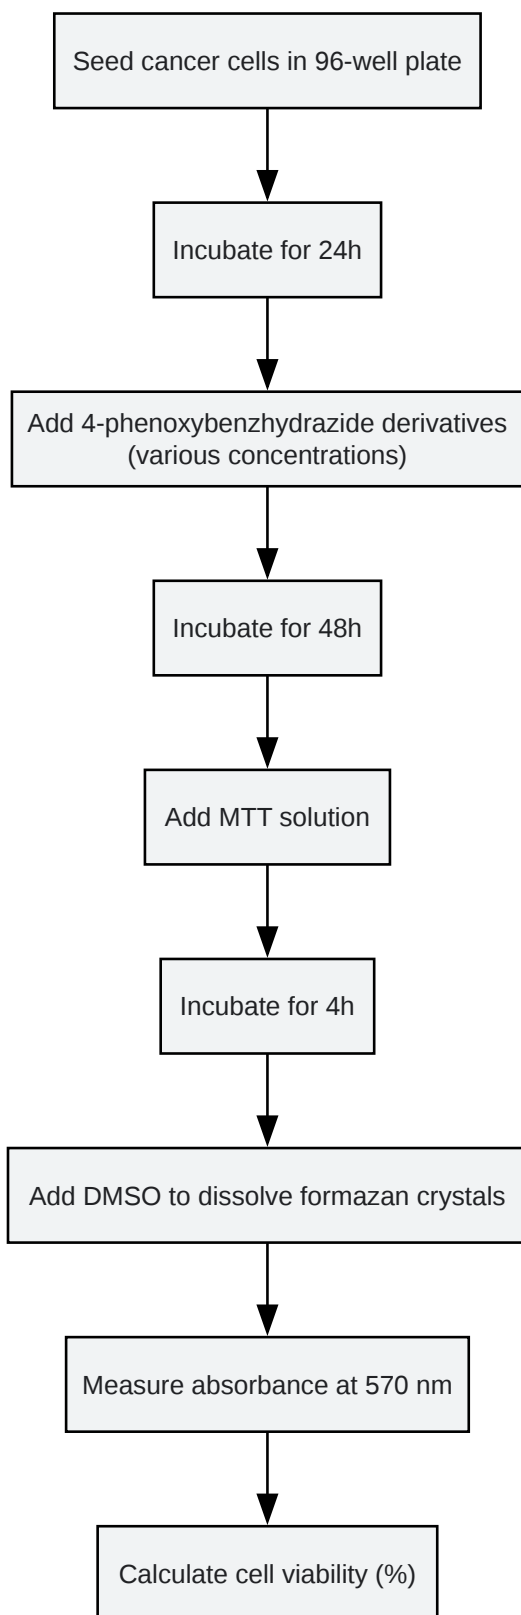 Seed cancer cells in 96-well plate
Incubate for 24h
Add 4-phenoxybenzhydrazide derivatives
(various concentrations)
Incubate for 48h
Add MTT solution
Incubate for 4h
Add DMSO to dissolve formazan crystals
Measure absorbance at 570 nm
Calculate cell viability (%)